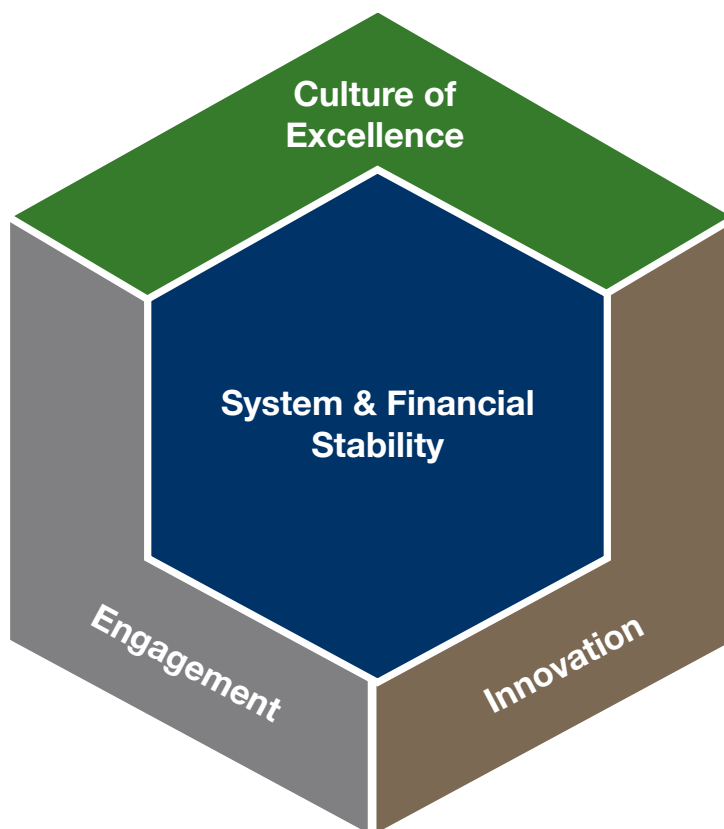 Culture of
Excellence
System & Financial
Stability
Engagement
Innovation